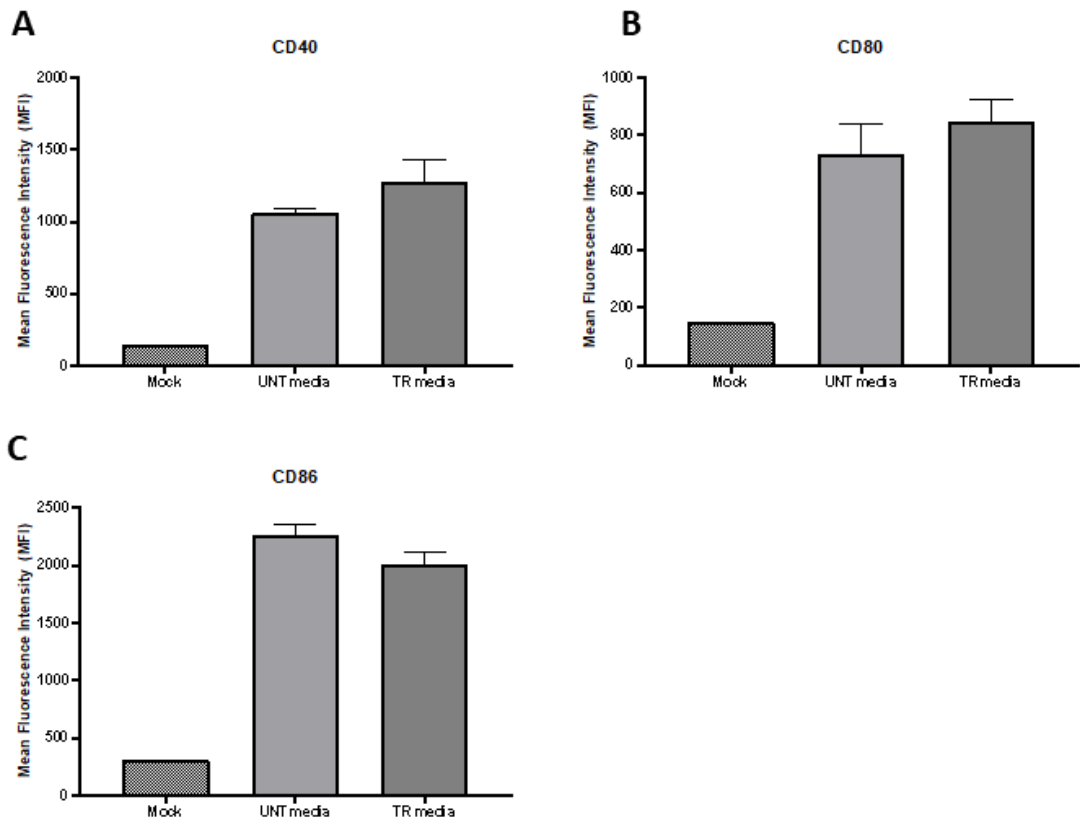 A
CD40
Mean Fluorescence Intensity (MFI)
2000
1500
1000
500
0
Mock
UNT media
TR media
B
CD80
Mean Fluorescence Intensity (MFI)
1000
800
600
400
200
0
Mock
UNT media
TR media
C
CD86
Mean Fluorescence Intensity (MFI)
2500
2000
1500
1000
500
0
Mock
UNT media
TR media